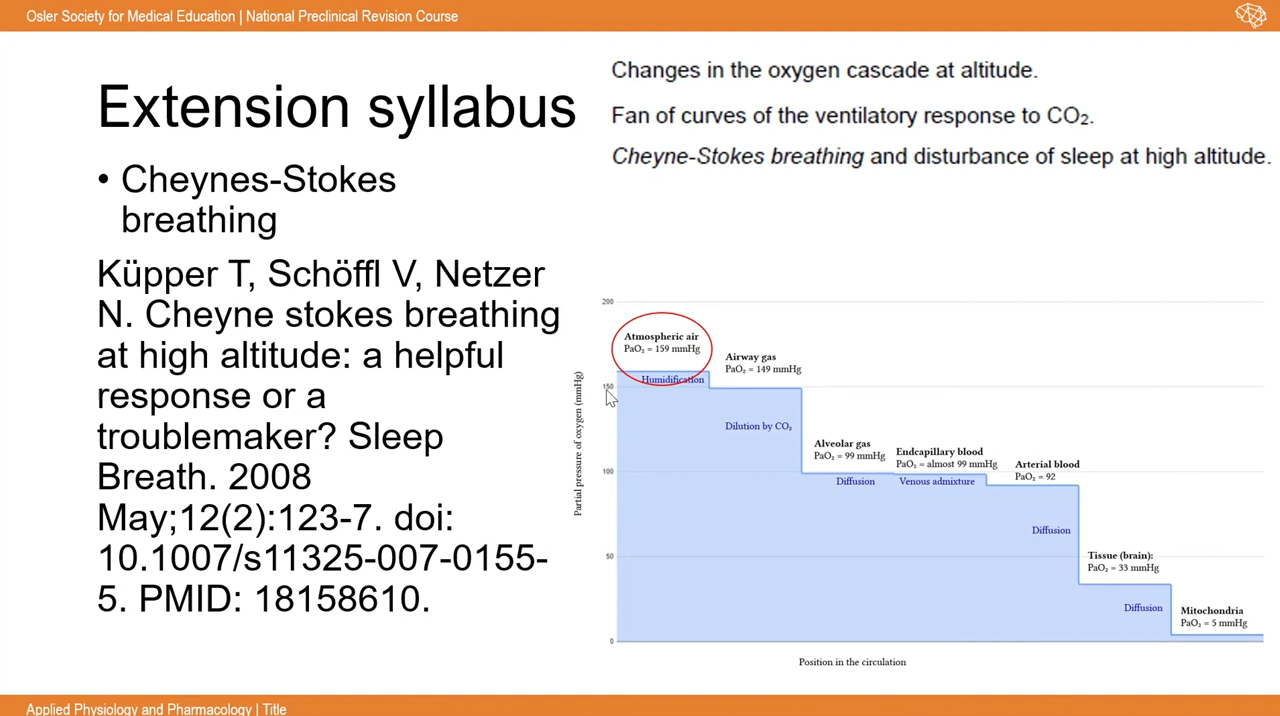 Osler Society for Medical Education | National Preclinical Revision Course
Extension syllabus
• Cheynes-Stokes
breathing
Küpper T, Schöffl V, Netzer
N. Cheyne stokes breathing
at high altitude: a helpful
response or a
troublemaker? Sleep
Breath. 2008
May;12(2):123-7. doi:
10.1007/s11325-007-0155-
5. PMID: 18158610.
Changes in the oxygen cascade at altitude.
Fan of curves of the ventilatory response to CO₂.
Cheyne-Stokes breathing and disturbance of sleep at high altitude.
Partial pressure of oxygen (mmHg)
200
150
100
50
0
Atmospheric air
PaO₂ = 159 mmHg
Humidification
Airway gas
PaO₂ = 149 mmHg
Dilution by CO₂
Alveolar gas
PaO₂ = 99 mmHg
Diffusion
Endcapillary blood
PaO₂ = almost 99 mmHg
Venous admixture
Arterial blood
PaO₂ = 92
Diffusion
Tissue (brain):
PaO₂ = 33 mmHg
Diffusion
Mitochondria
PaO₂ = 5 mmHg
Position in the circulation
Applied Physiology and Pharmacology | Title